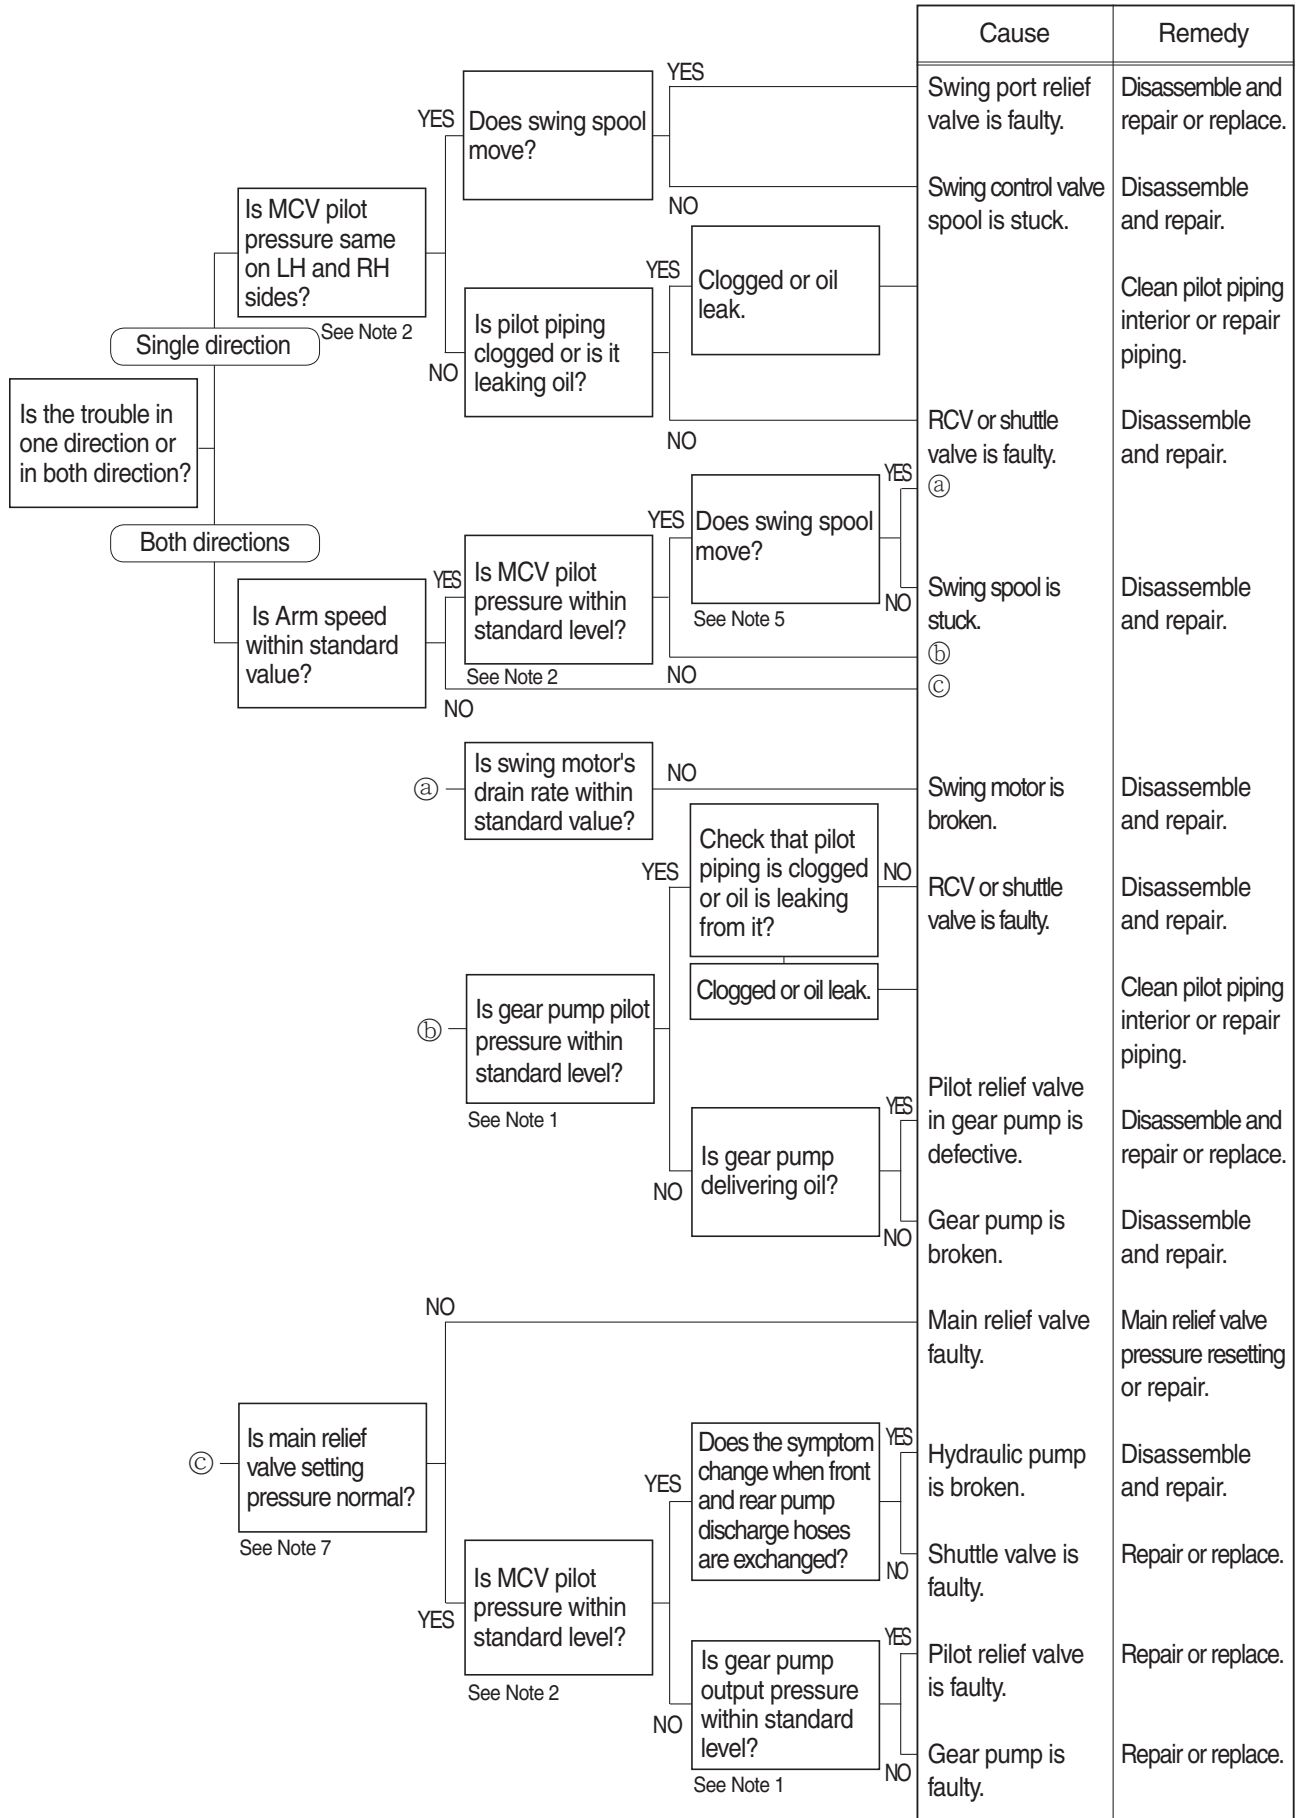 Cause
Remedy
YES
Swing port relief
valve is faulty.
Disassemble and
repair or replace.
YES
Does swing spool
move?
NO
Swing control valve
spool is stuck.
Disassemble
and repair.
Is MCV pilot
pressure same
on LH and RH
sides?
See Note 2
YES
Clogged or oil
leak.
Clean pilot piping
interior or repair
piping.
Is pilot piping
clogged or is it
leaking oil?
NO
Single direction
NO
RCV or shuttle
valve is faulty.
Disassemble
and repair.
Is the trouble in
one direction or
in both direction?
YES
ⓐ
Both directions
YES
Does swing spool
move?
See Note 5
NO
Swing spool is
stuck.
Disassemble
and repair.
YES
Is MCV pilot
pressure within
standard level?
See Note 2
NO
ⓑ
Is Arm speed
within standard
value?
NO
ⓒ
ⓐ
Is swing motor's
drain rate within
standard value?
NO
Swing motor is
broken.
Disassemble
and repair.
YES
Check that pilot
piping is clogged
or oil is leaking
from it?
NO
RCV or shuttle
valve is faulty.
Disassemble
and repair.
Clogged or oil leak.
Clean pilot piping
interior or repair
piping.
ⓑ
Is gear pump pilot
pressure within
standard level?
See Note 1
YES
Pilot relief valve
in gear pump is
defective.
Disassemble and
repair or replace.
NO
Is gear pump
delivering oil?
NO
Gear pump is
broken.
Disassemble
and repair.
NO
Main relief valve
faulty.
Main relief valve
pressure resetting
or repair.
ⓒ
Is main relief
valve setting
pressure normal?
See Note 7
YES
Does the symptom
change when front
and rear pump
discharge hoses
are exchanged?
YES
Hydraulic pump
is broken.
Disassemble
and repair.
NO
Shuttle valve is
faulty.
Repair or replace.
YES
Is MCV pilot
pressure within
standard level?
See Note 2
NO
Is gear pump
output pressure
within standard
level?
See Note 1
YES
Pilot relief valve
is faulty.
Repair or replace.
NO
Gear pump is
faulty.
Repair or replace.